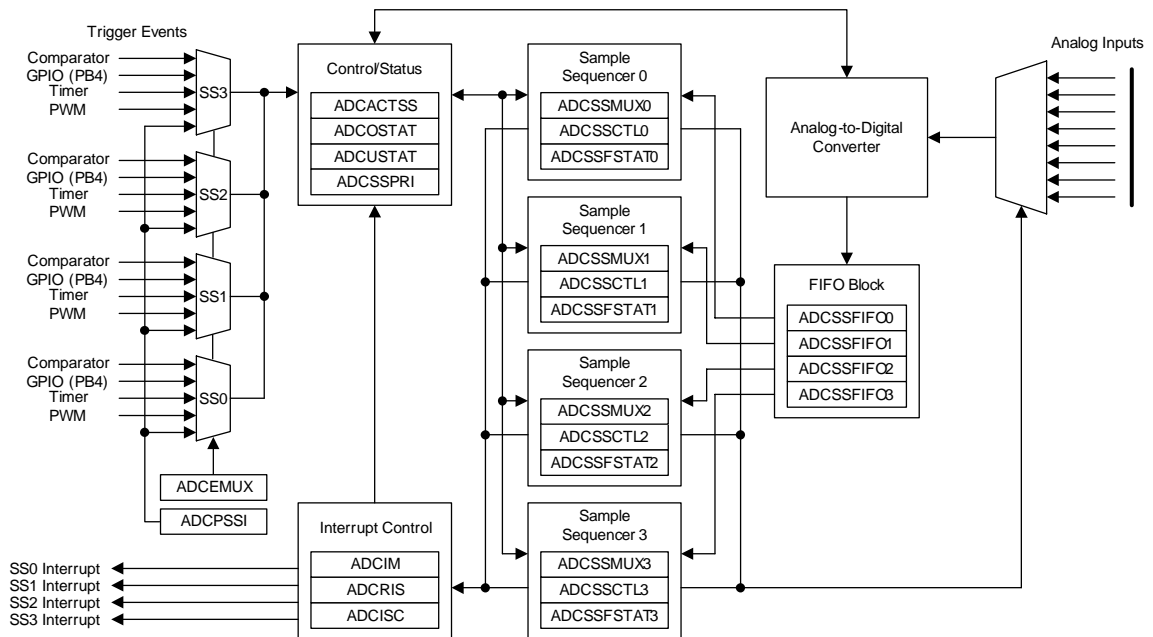 Trigger Events
Comparator
GPIO (PB4)
Timer
PWM
SS3
Comparator
GPIO (PB4)
Timer
PWM
SS2
Comparator
GPIO (PB4)
Timer
PWM
SS1
Comparator
GPIO (PB4)
Timer
PWM
SS0
ADCEMUX
ADCPSSI
SS0 Interrupt
SS1 Interrupt
SS2 Interrupt
SS3 Interrupt
Control/Status
ADCACTSS
ADCOSTAT
ADCUSTAT
ADCSSPRI
Interrupt Control
ADCIM
ADCRIS
ADCISC
Sample
Sequencer 0
ADCSSMUX0
ADCSSCTL0
ADCSSFSTAT0
Sample
Sequencer 1
ADCSSMUX1
ADCSSCTL1
ADCSSFSTAT1
Sample
Sequencer 2
ADCSSMUX2
ADCSSCTL2
ADCSSFSTAT2
Sample
Sequencer 3
ADCSSMUX3
ADCSSCTL3
ADCSSFSTAT3
Analog-to-Digital
Converter
FIFO Block
ADCSSFIFO0
ADCSSFIFO1
ADCSSFIFO2
ADCSSFIFO3
Analog Inputs